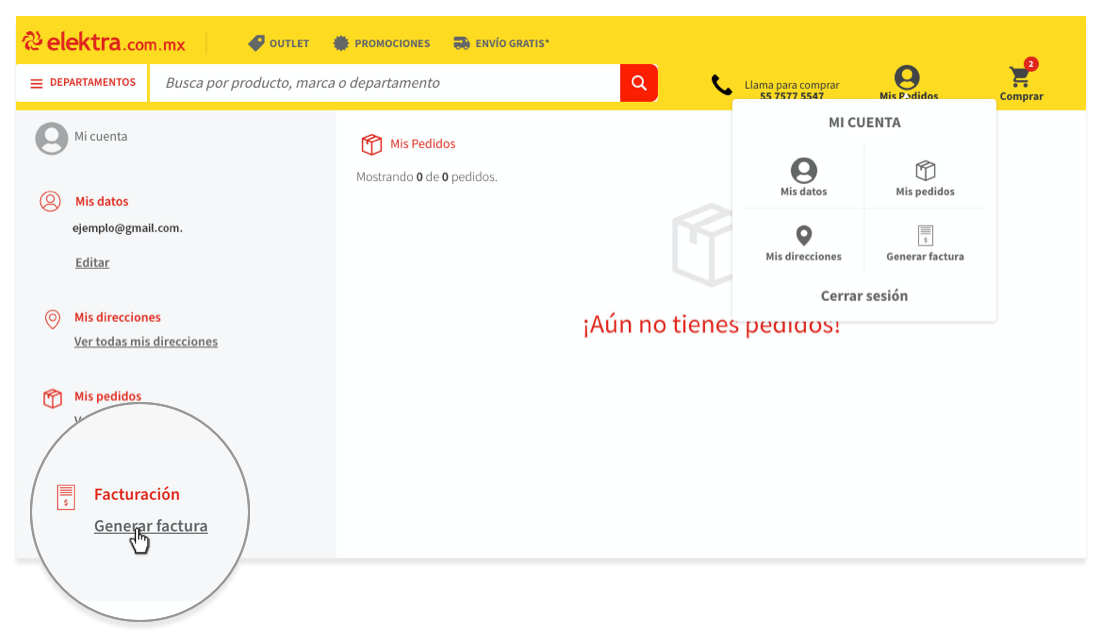 elektra.com.mx
OUTLET
PROMOCIONES
ENVÍO GRATIS*
DEPARTAMENTOS
Busca por producto, marca o departamento
Llama para comprar
55 7577 5547
Mis Pedidos
2
Comprar
Mi cuenta
Mis datos
ejemplo@gmail.com.
Editar
Mis direcciones
Ver todas mis direcciones
Mis pedidos
Facturación
Generar factura
Mis Pedidos
Mostrando 0 de 0 pedidos.
¡Aún no tienes pedidos!
MI CUENTA
Mis datos
Mis pedidos
Mis direcciones
Generar factura
Cerrar sesión